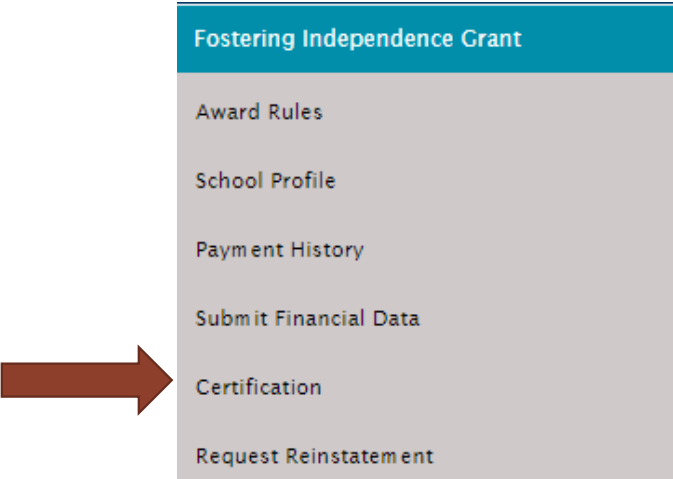 Fostering Independence Grant
Award Rules
School Profile
Payment History
Submit Financial Data
Certification
Request Reinstatement